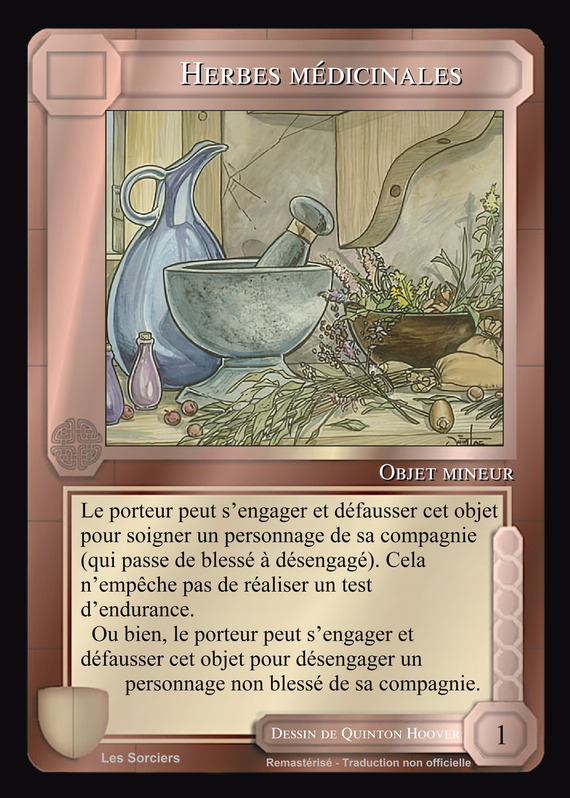 Herbes médicinales
Objet mineur
Le porteur peut s'engager et défausser cet objet
pour soigner un personnage de sa compagnie
(qui passe de blessé à désengagé). Cela
n'empêche pas de réaliser un test
d'endurance.
Ou bien, le porteur peut s'engager et
défausser cet objet pour désengager un
personnage non blessé de sa compagnie.
Dessin de Quinton Hoover
1
Les Sorciers
Remastérisé - Traduction non officielle